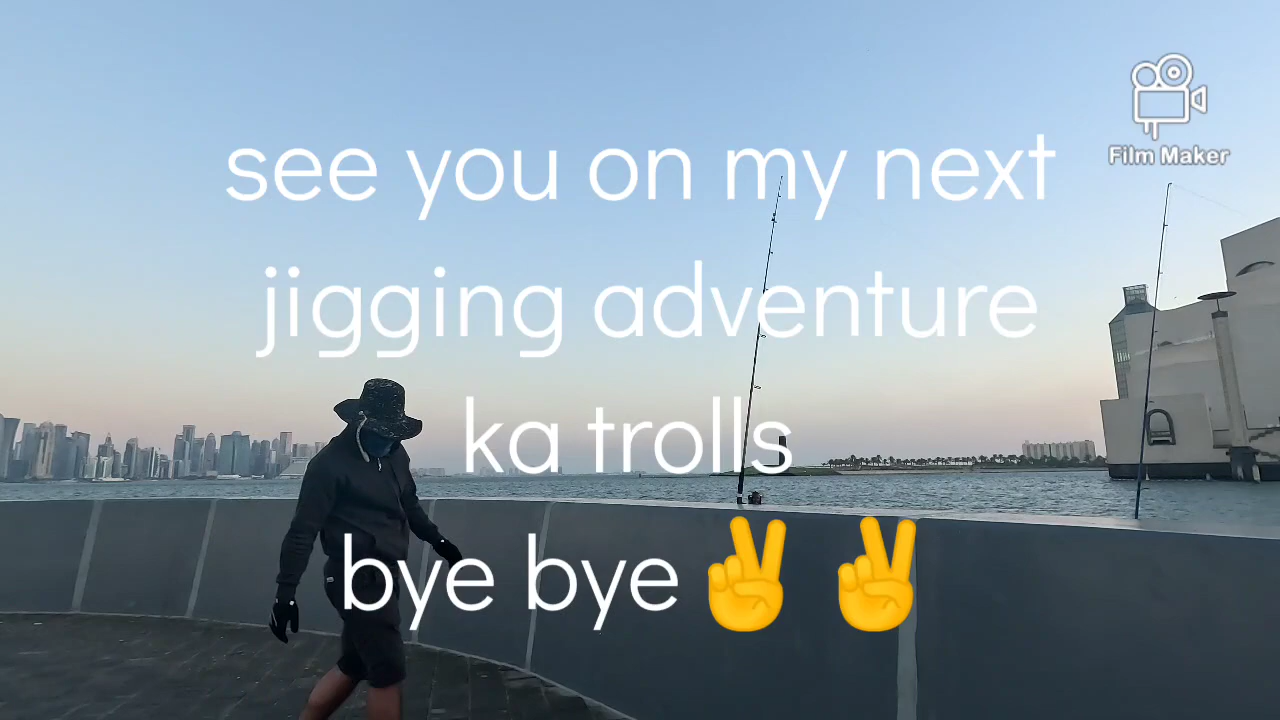 Film Maker
see you on my next
jigging adventure
ka trolls
bye bye✌️ ✌️